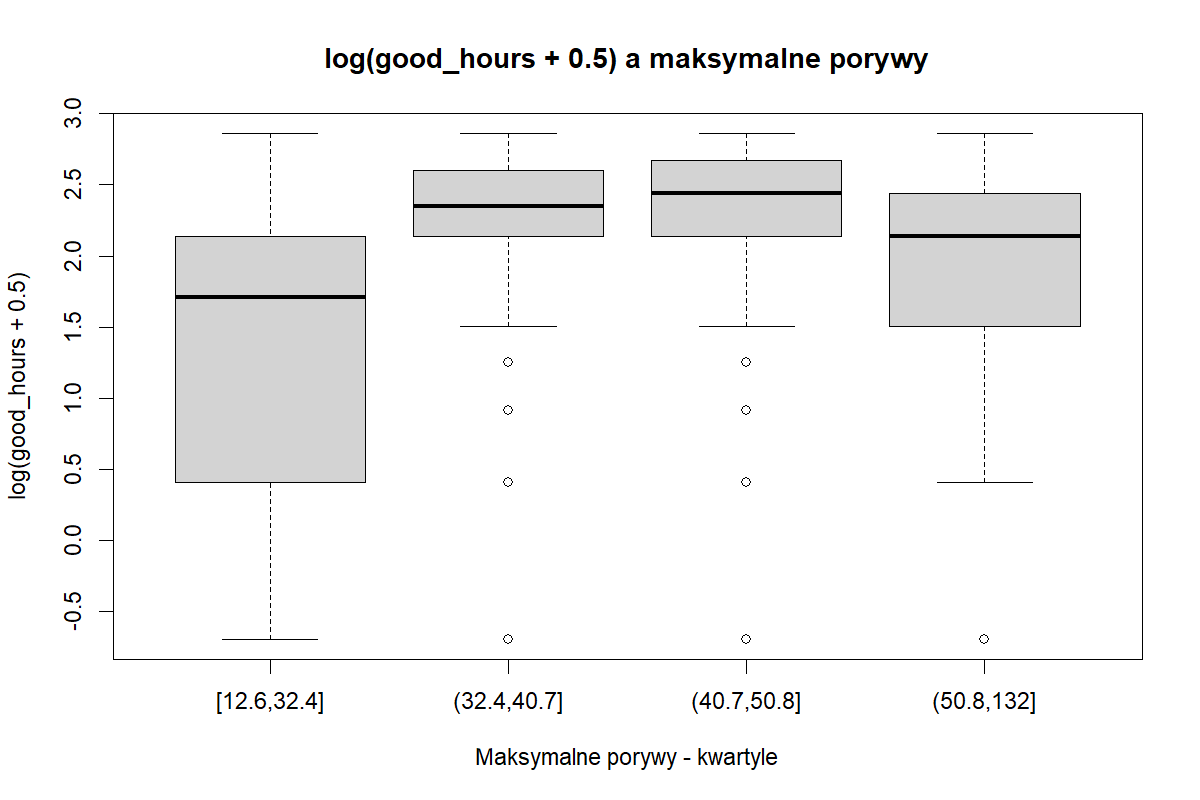 log(good_hours + 0.5) a maksymalne porywy
log(good_hours + 0.5)
3.0
2.5
2.0
1.5
1.0
0.5
0.0
-0.5
[12.6,32.4] (32.4,40.7] (40.7,50.8] (50.8,132]
Maksymalne porywy - kwartyle